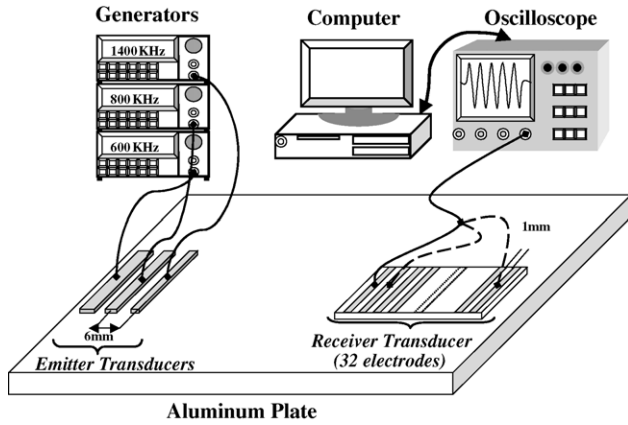 Generators
Computer
Oscilloscope
1400 KHz
800 KHz
600 KHz
1mm
6mm
Emitter Transducers
Receiver Transducer
(32 electrodes)
Aluminum Plate